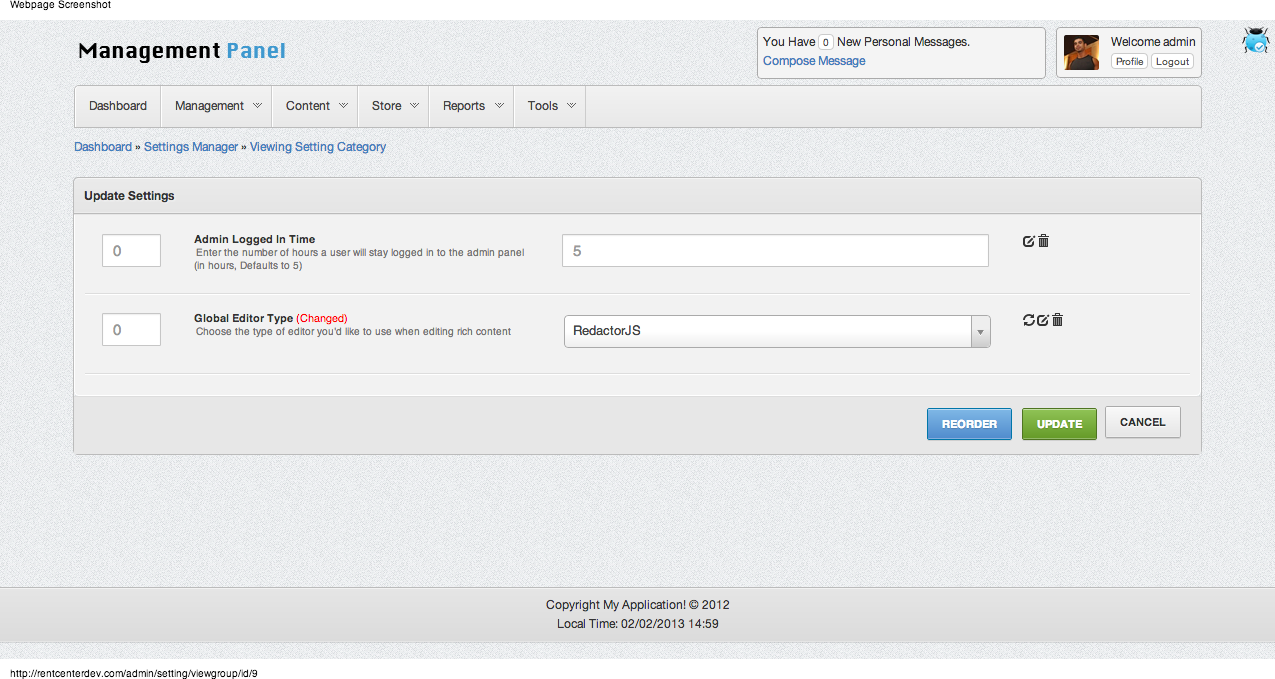 Webpage Screenshot
Management Panel
You Have 0 New Personal Messages.
Compose Message
Welcome admin
Profile Logout
Dashboard Management Content Store Reports Tools
Dashboard » Settings Manager » Viewing Setting Category
Update Settings
0
Admin Logged In Time
Enter the number of hours a user will stay logged in to the admin panel
(in hours, Defaults to 5)
5
0
Global Editor Type (Changed)
Choose the type of editor you'd like to use when editing rich content
RedactorJS
REORDER UPDATE CANCEL
Copyright My Application! © 2012
Local Time: 02/02/2013 14:59
http://rentcenterdev.com/admin/setting/viewgroup/id/9